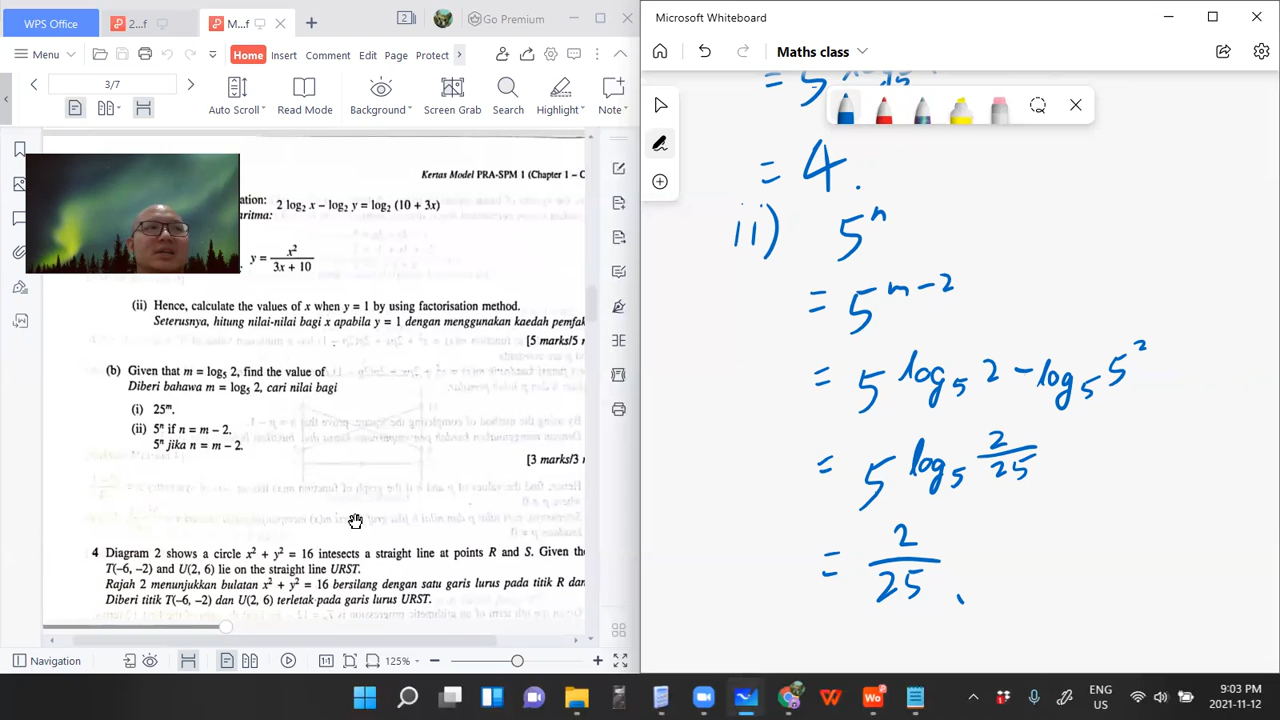 WPS Office
2...f
M...f
Go Premium
Menu
Home
Insert
Comment
Edit
Page
Protect
3/7
Auto Scroll
Read Mode
Background
Screen Grab
Search
Highlight
Note
Kertas Model PRA-SPM 1 (Chapter 1 – C
ation: 2 log₂ x – log₂ y = log₂ (10 + 3x)
aritma:
y = x²/(3x + 10)
(ii) Hence, calculate the values of x when y = 1 by using factorisation method.
Seterusnya, hitung nilai-nilai bagi x apabila y = 1 dengan menggunakan kaedah pemfak
[5 marks/5
(b) Given that m = log₅ 2, find the value of
Diberi bahawa m = log₅ 2, cari nilai bagi
(i) 25ᵐ.
(ii) 5ⁿ if n = m – 2.
5ⁿ jika n = m – 2.
[3 marks/3
4 Diagram 2 shows a circle x² + y² = 16 intesects a straight line at points R and S. Given the
T(–6, –2) and U(2, 6) lie on the straight line URST.
Rajah 2 menunjukkan bulatan x² + y² = 16 bersilang dengan satu garis lurus pada titik R dan
Diberi titik T(–6, –2) dan U(2, 6) terletak pada garis lurus URST.
Navigation
125%
Microsoft Whiteboard
Maths class
= 4.
ii) 5ⁿ
= 5^(m – 2)
= 5^(log₅ 2 – log₅ 5²)
= 5^(log₅ 2/25)
= 2/25
ENG
US
9:03 PM
2021-11-12